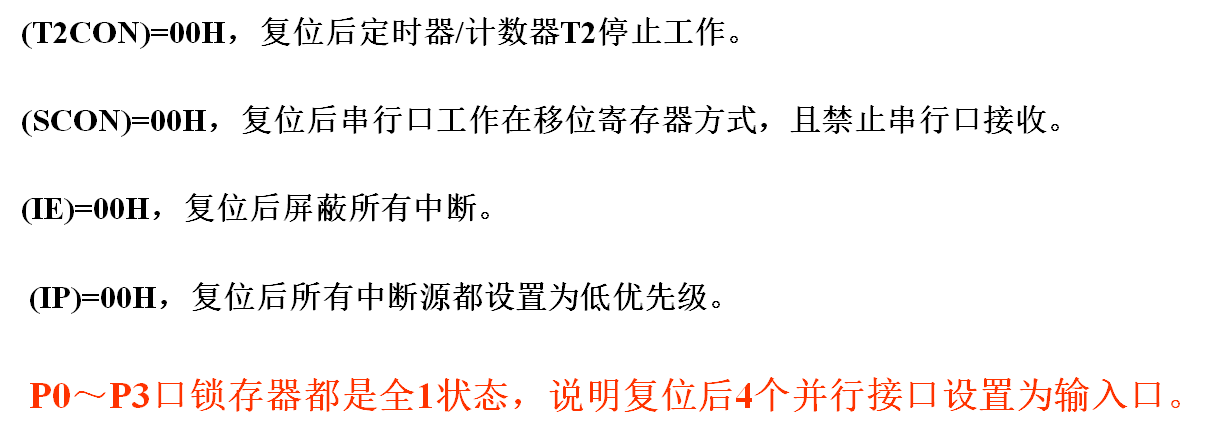 (T2CON)=00H，复位后定时器/计数器T2停止工作。
(SCON)=00H，复位后串行口工作在移位寄存器方式，且禁止串行口接收。
(IE)=00H，复位后屏蔽所有中断。
(IP)=00H，复位后所有中断源都设置为低优先级。
P0～P3口锁存器都是全1状态，说明复位后4个并行接口设置为输入口。